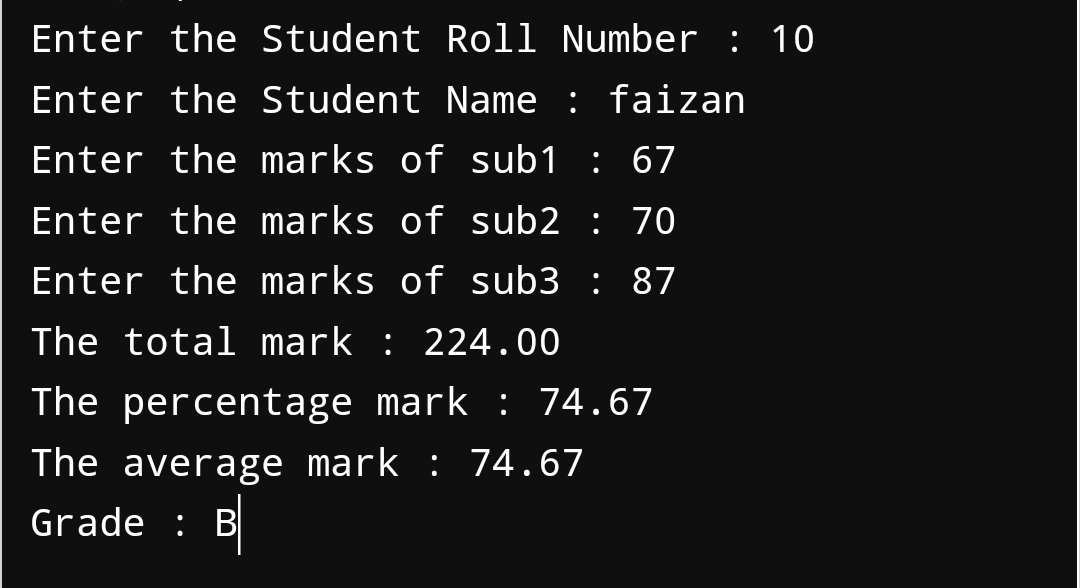 Enter the Student Roll Number : 10
Enter the Student Name : faizan
Enter the marks of sub1 : 67
Enter the marks of sub2 : 70
Enter the marks of sub3 : 87
The total mark : 224.00
The percentage mark : 74.67
The average mark : 74.67
Grade : B